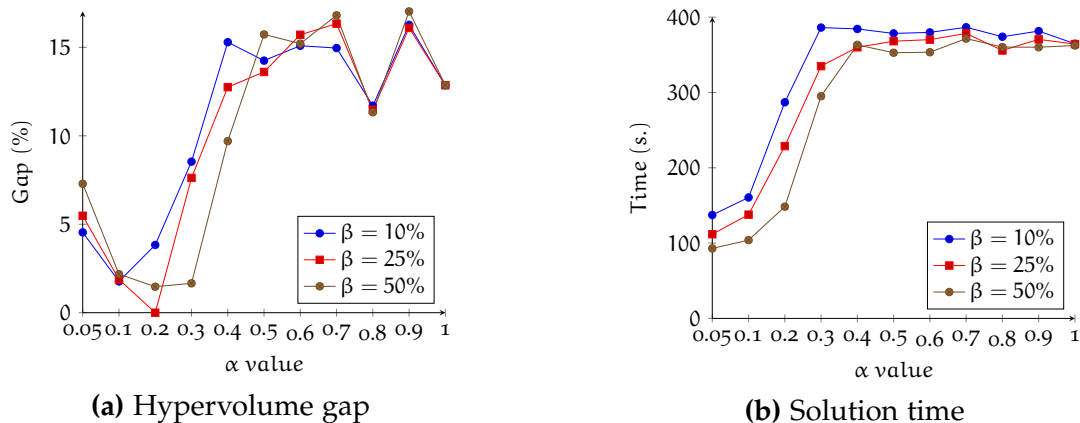 15
10
5
0
Gap (%)
0.05 0.1 0.2 0.3 0.4 0.5 0.6 0.7 0.8 0.9 1
α value
β = 10%
β = 25%
β = 50%
(a) Hypervolume gap
400
300
200
100
0
Time (s.)
0.05 0.1 0.2 0.3 0.4 0.5 0.6 0.7 0.8 0.9 1
α value
β = 10%
β = 25%
β = 50%
(b) Solution time